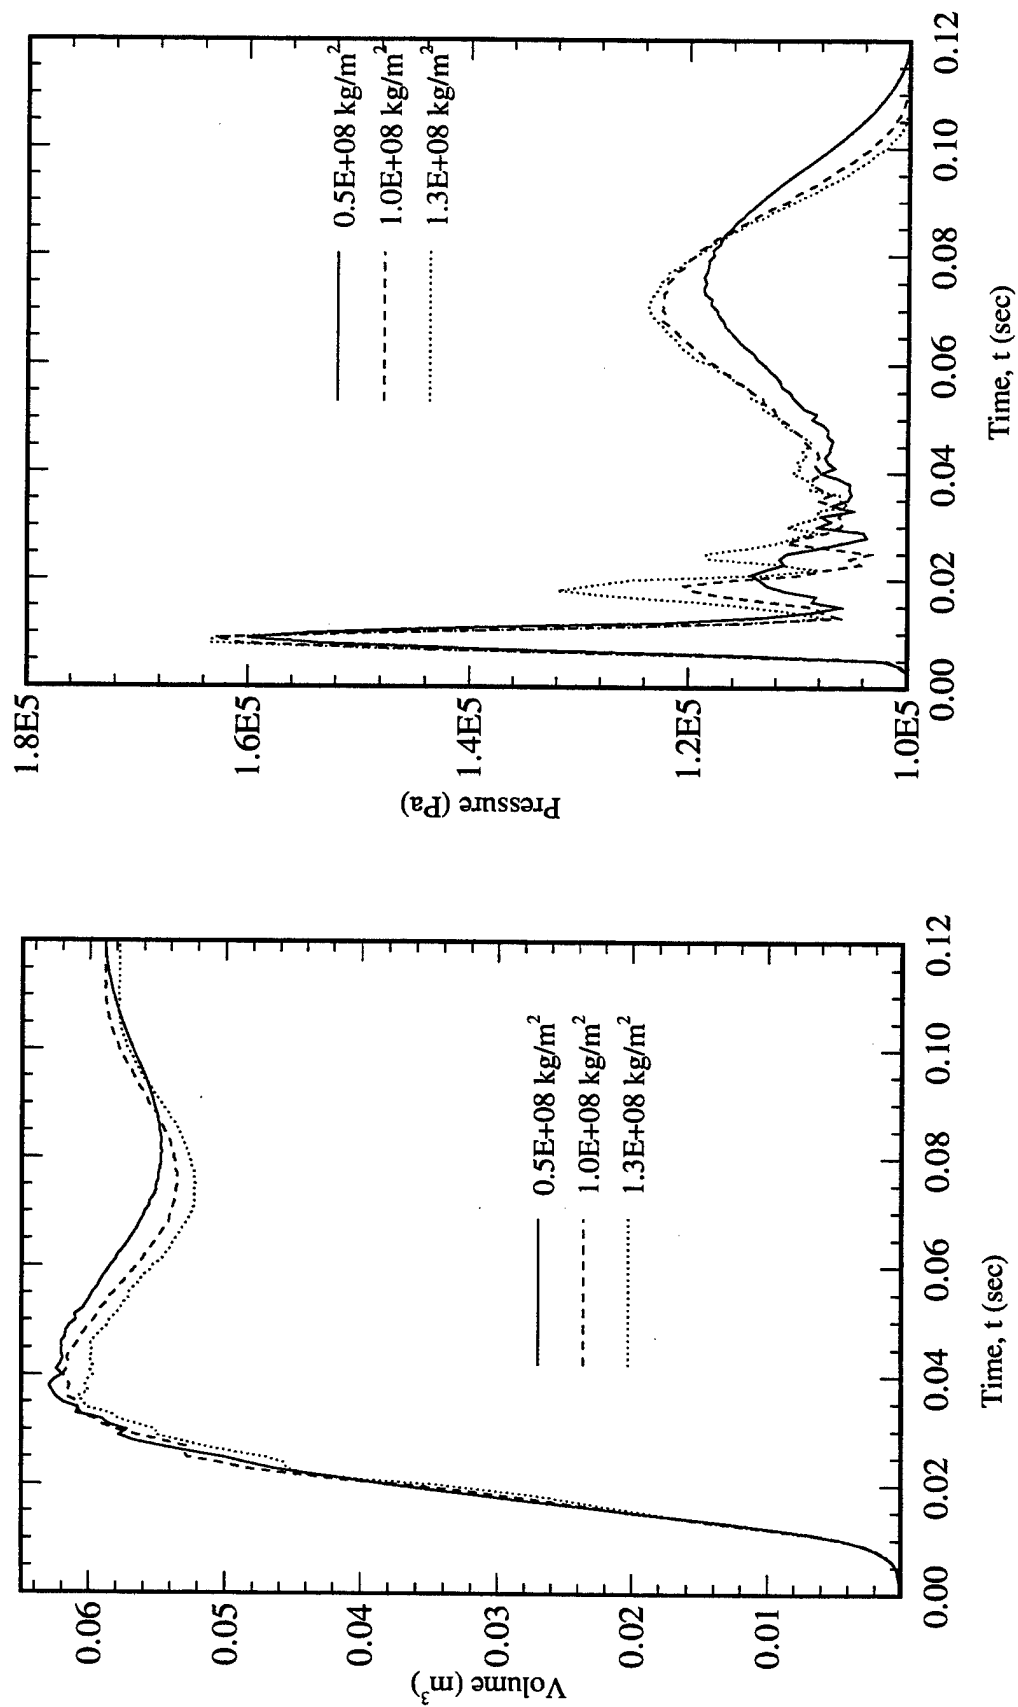 Volume (m³)
0.06
0.05
0.04
0.03
0.02
0.01
0.00
0.02
0.04
0.06
0.08
0.10
0.12
Time, t (sec)
0.5E+08 kg/m²
1.0E+08 kg/m²
1.3E+08 kg/m²
Pressure (Pa)
1.8E5
1.6E5
1.4E5
1.2E5
1.0E5
0.00
0.02
0.04
0.06
0.08
0.10
0.12
Time, t (sec)
0.5E+08 kg/m²
1.0E+08 kg/m²
1.3E+08 kg/m²